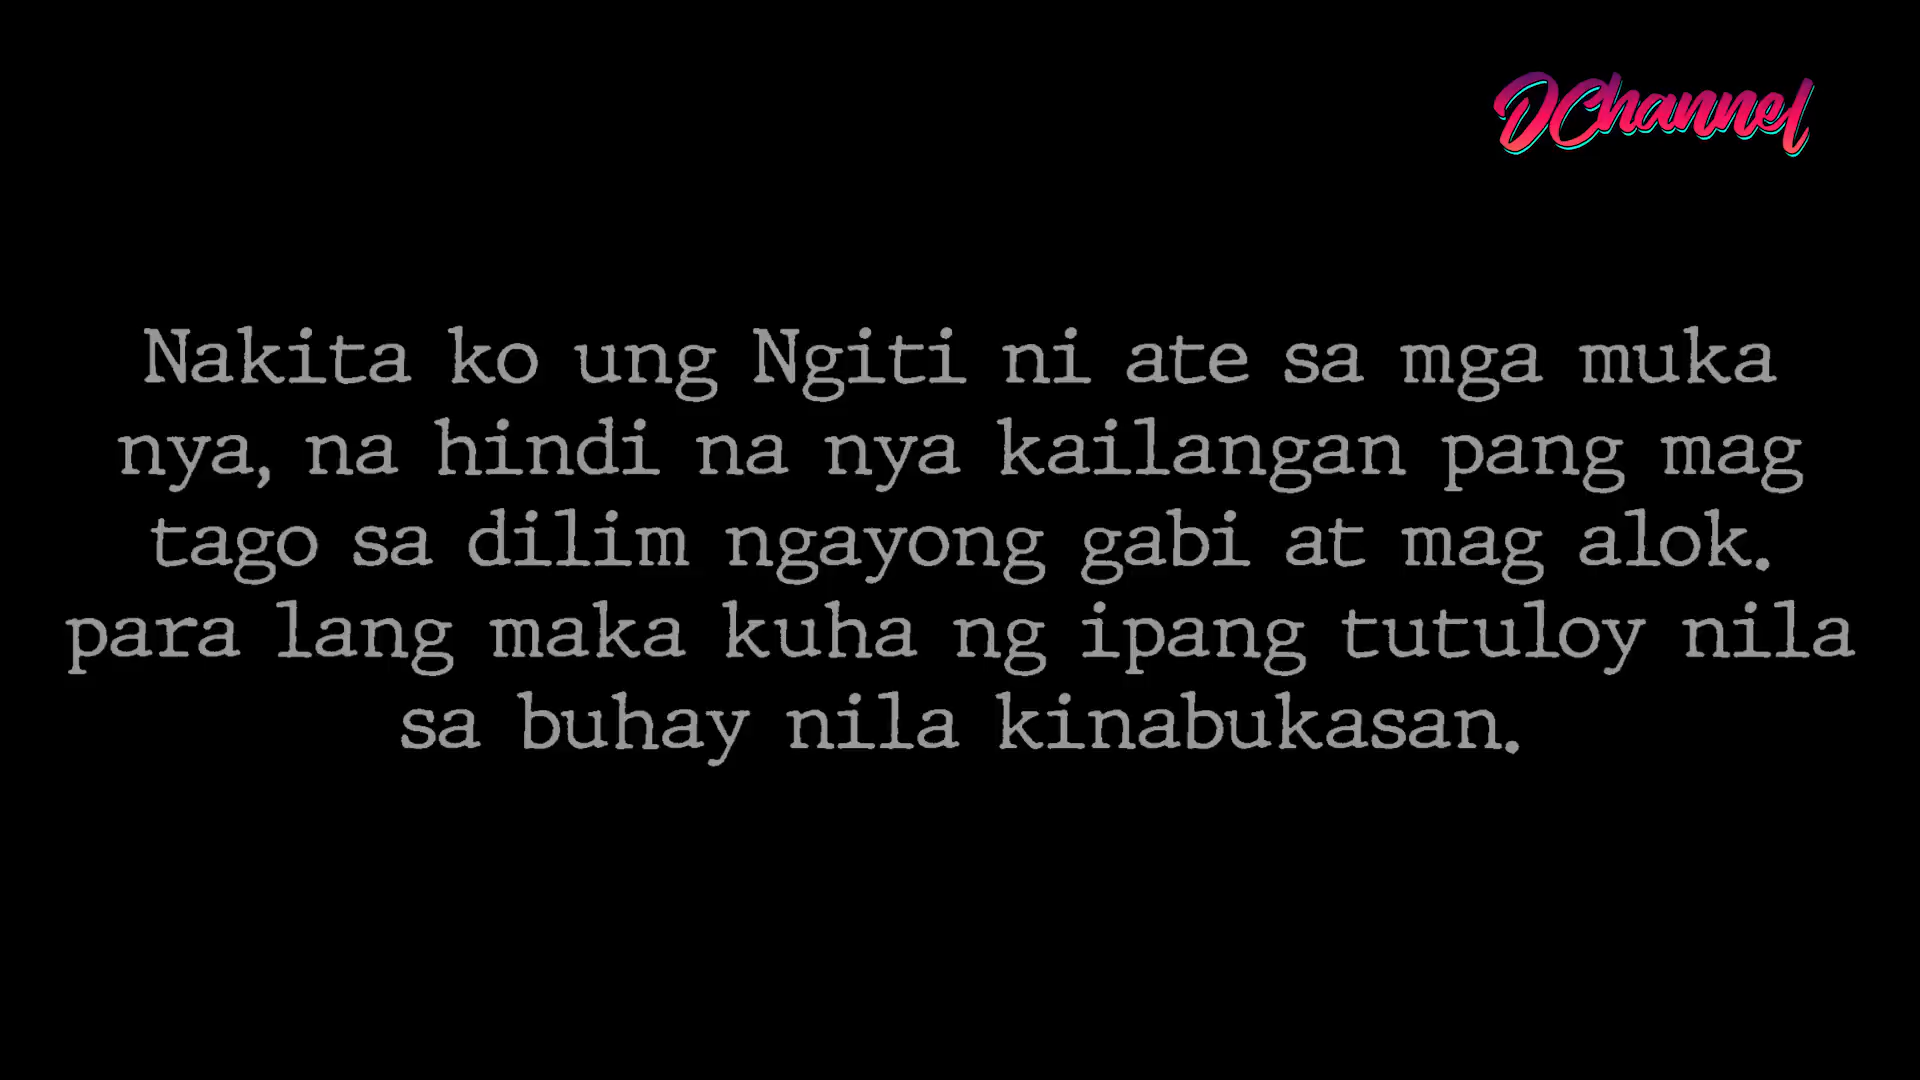 DChannel
Nakita ko ung Ngiti ni ate sa mga muka
nya, na hindi na nya kailangan pang mag
tago sa dilim ngayong gabi at mag alok.
para lang maka kuha ng ipang tutuloy nila
sa buhay nila kinabukasan.